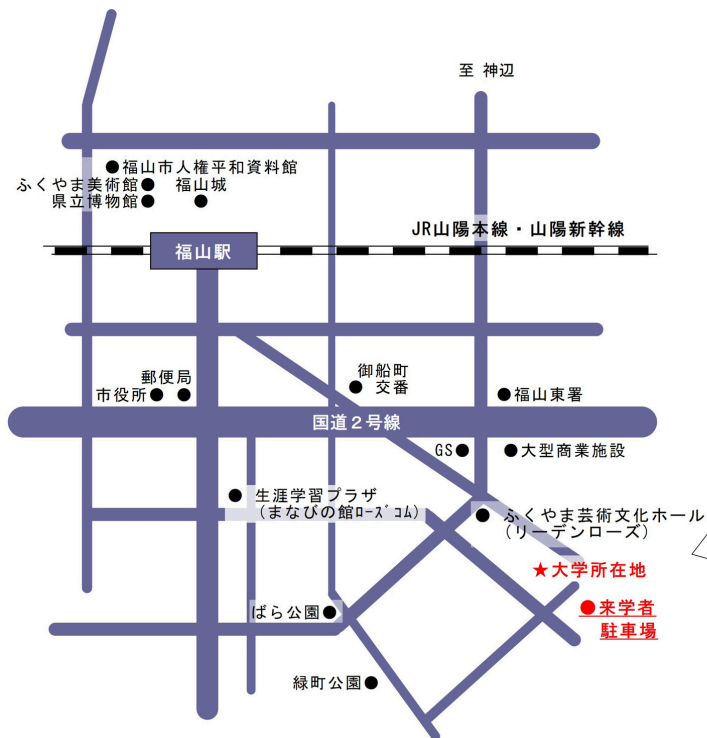 至 神辺
●福山市人権平和資料館
ふくやま美術館●
福山城
県立博物館●
●
JR山陽本線・山陽新幹線
福山駅
御船町
● 交番
郵便局
市役所● ●
●福山東署
国道2号線
GS●
●大型商業施設
● 生涯学習プラザ
(まなびの館ローズコム)
● ふくやま芸術文化ホール
(リーデンローズ)
★大学所在地
●来学者
駐車場
ばら公園●
緑町公園●